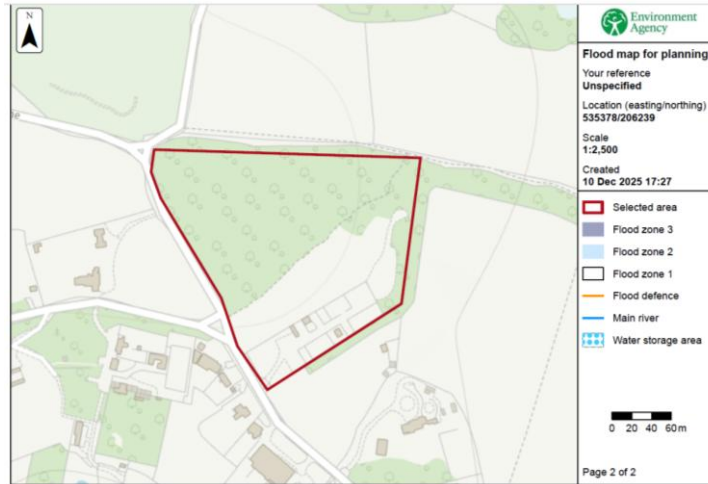 N
Environment
Agency
Flood map for planning
Your reference
Unspecified
Location (easting/northing)
535378/206239
Scale
1:2,500
Created
10 Dec 2025 17:27
Selected area
Flood zone 3
Flood zone 2
Flood zone 1
Flood defence
Main river
Water storage area
0 20 40 60m
Page 2 of 2